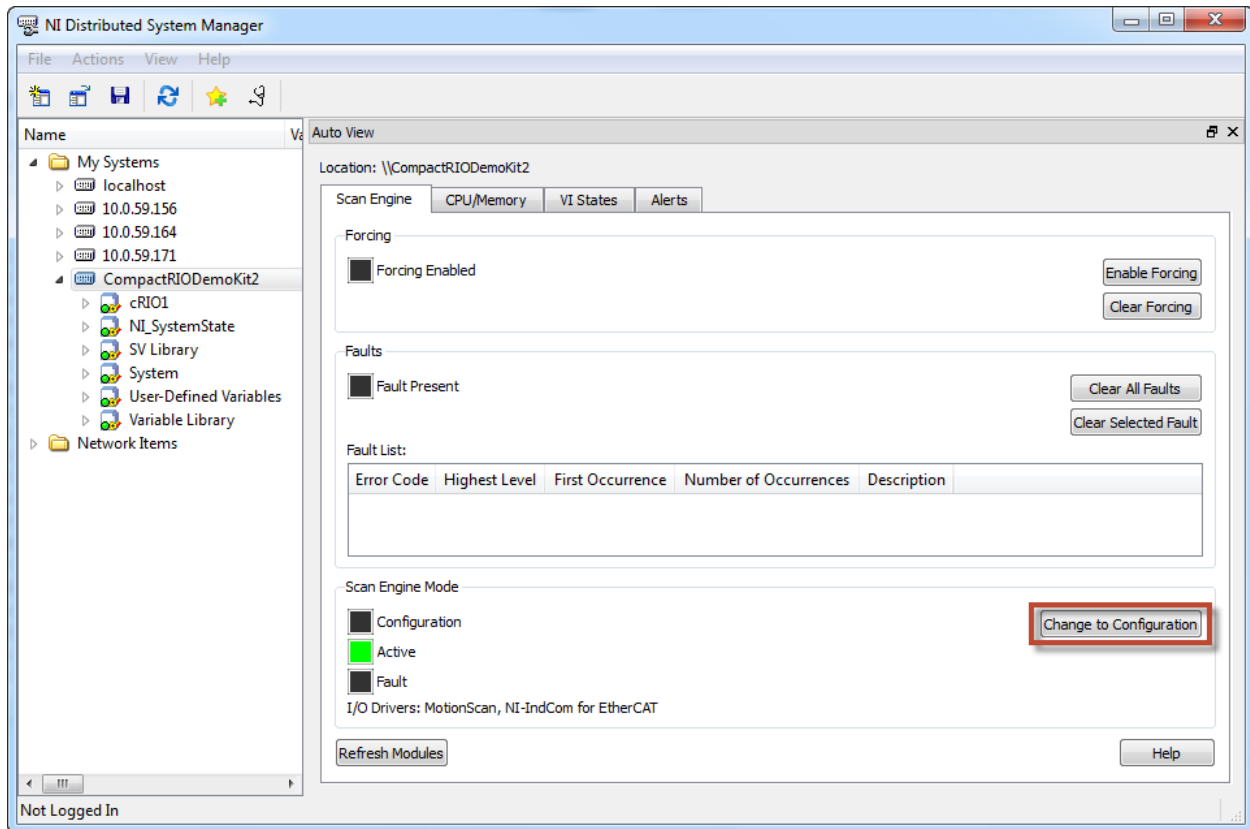 NI Distributed System Manager
File Actions View Help
Name
Auto View
My Systems
localhost
10.0.59.156
10.0.59.164
10.0.59.171
CompactRIODemoKit2
cRIO1
NI_SystemState
SV Library
System
User-Defined Variables
Variable Library
Network Items
Location: \\CompactRIODemoKit2
Scan Engine CPU/Memory VI States Alerts
Forcing
Forcing Enabled
Enable Forcing
Clear Forcing
Faults
Fault Present
Clear All Faults
Clear Selected Fault
Fault List:
Error Code Highest Level First Occurrence Number of Occurrences Description
Scan Engine Mode
Configuration
Change to Configuration
Active
Fault
I/O Drivers: MotionScan, NI-IndCom for EtherCAT
Refresh Modules Help
Not Logged In